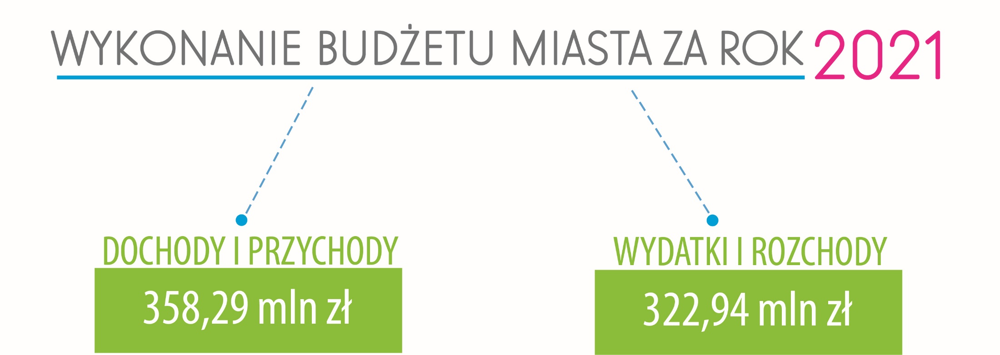 WYKONANIE BUDŻETU MIASTA ZA ROK 2021
DOCHODY I PRZYCHODY
358,29 mln zł
WYDATKI I ROZCHODY
322,94 mln zł